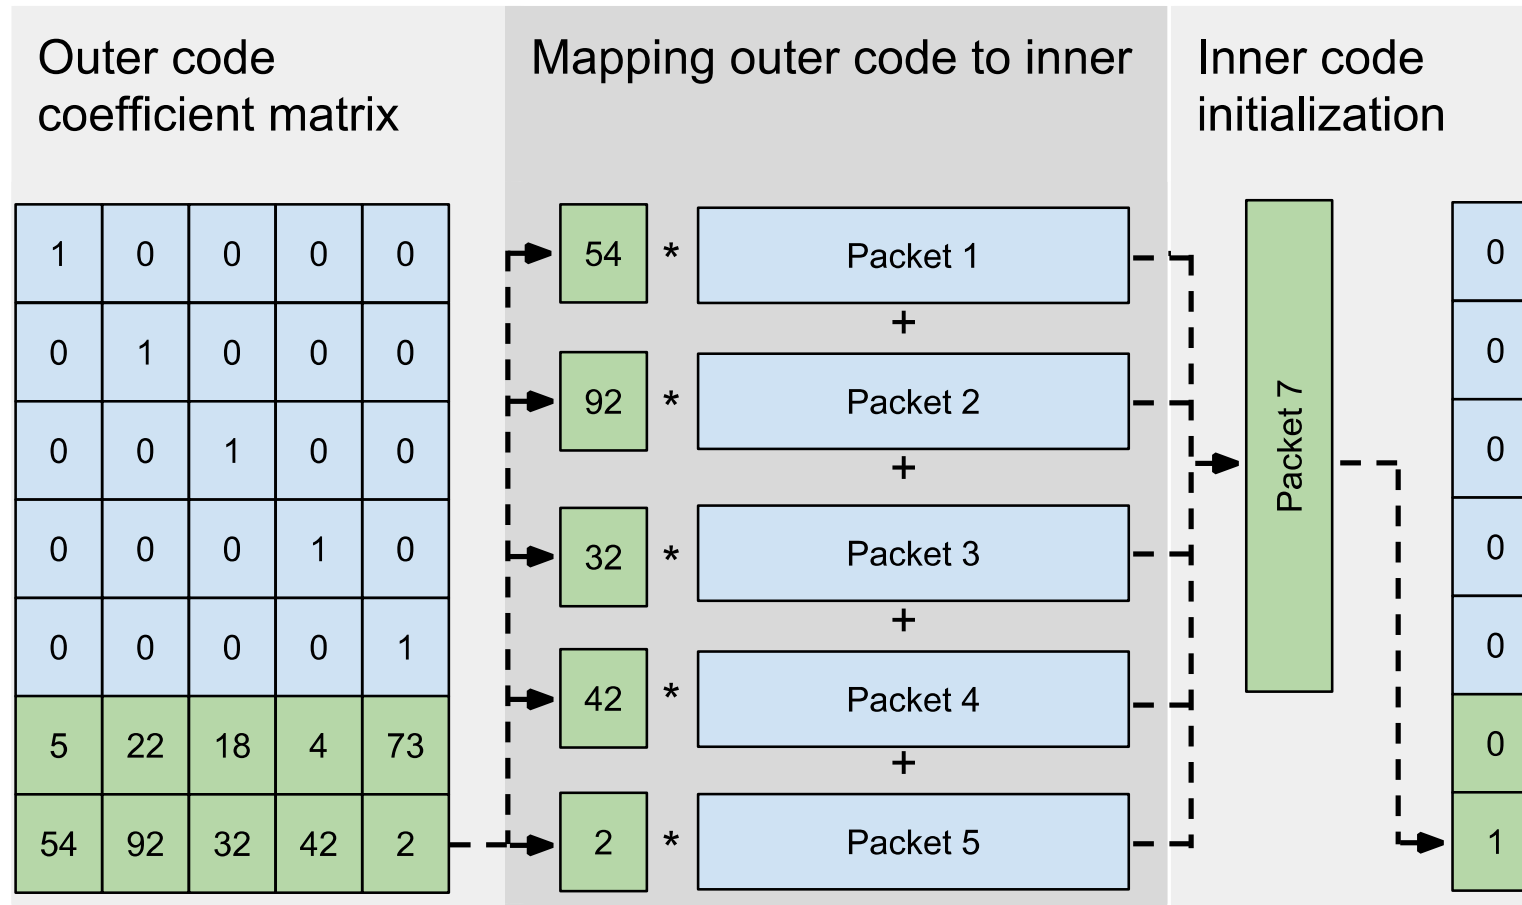 Outer code
coefficient matrix
Mapping outer code to inner
Inner code
initialization
1 0 0 0 0
0 1 0 0 0
0 0 1 0 0
0 0 0 1 0
0 0 0 0 1
5 22 18 4 73
54 92 32 42 2
54 * Packet 1
+
92 * Packet 2
+
32 * Packet 3
+
42 * Packet 4
+
2 * Packet 5
Packet 7
0
0
0
0
0
0
1